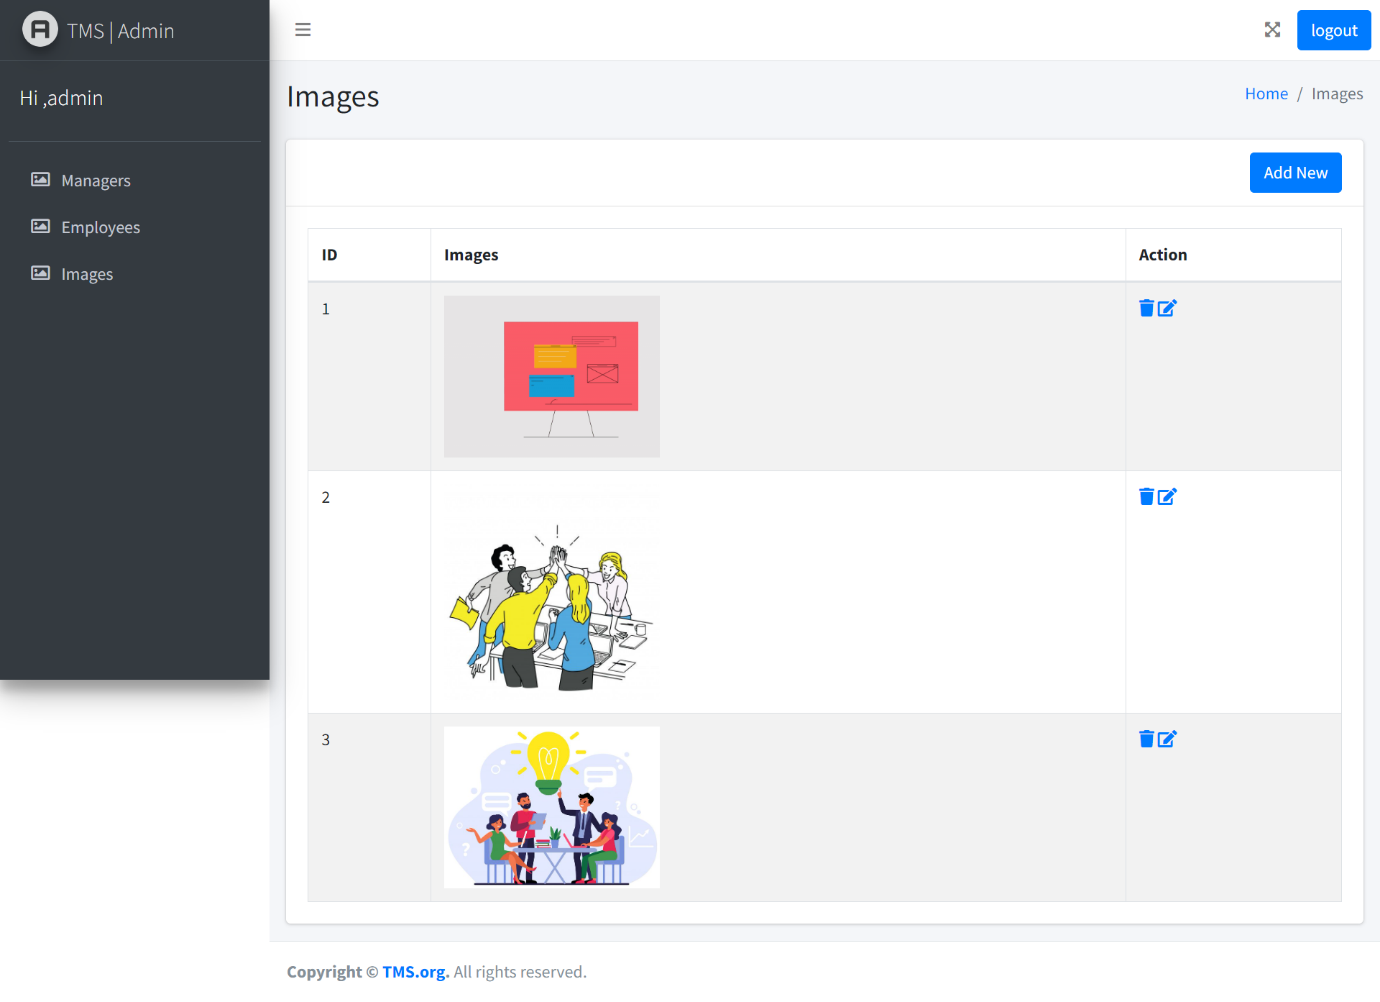 TMS | Admin
logout
Hi ,admin
Images
Home / Images
Managers
Employees
Images
Add New
ID Images Action
1
2
3
Copyright © TMS.org. All rights reserved.